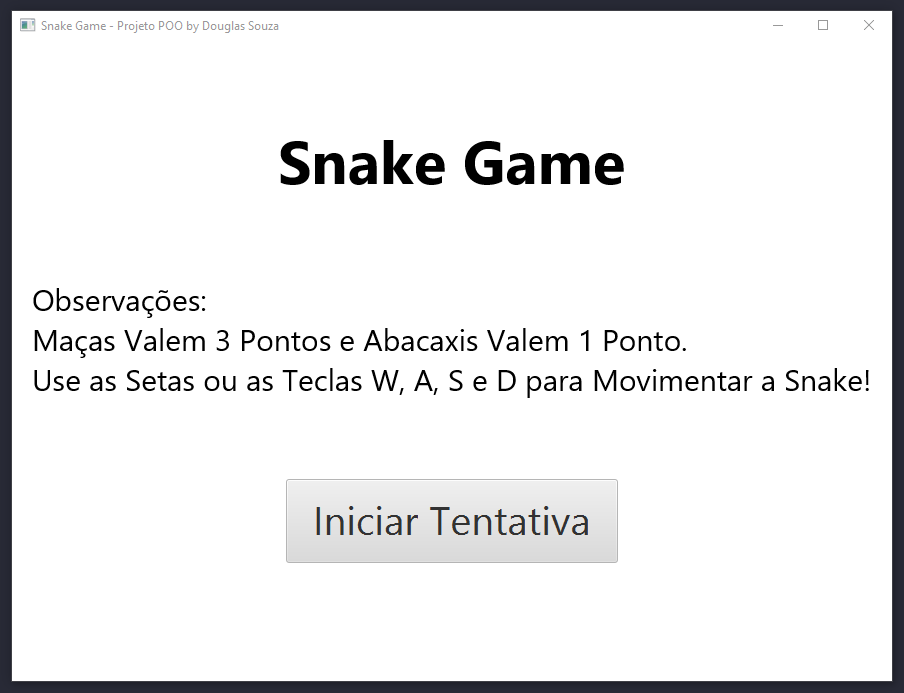 Snake Game - Projeto POO by Douglas Souza
Snake Game
Observações:
Maças Valem 3 Pontos e Abacaxis Valem 1 Ponto.
Use as Setas ou as Teclas W, A, S e D para Movimentar a Snake!
Iniciar Tentativa